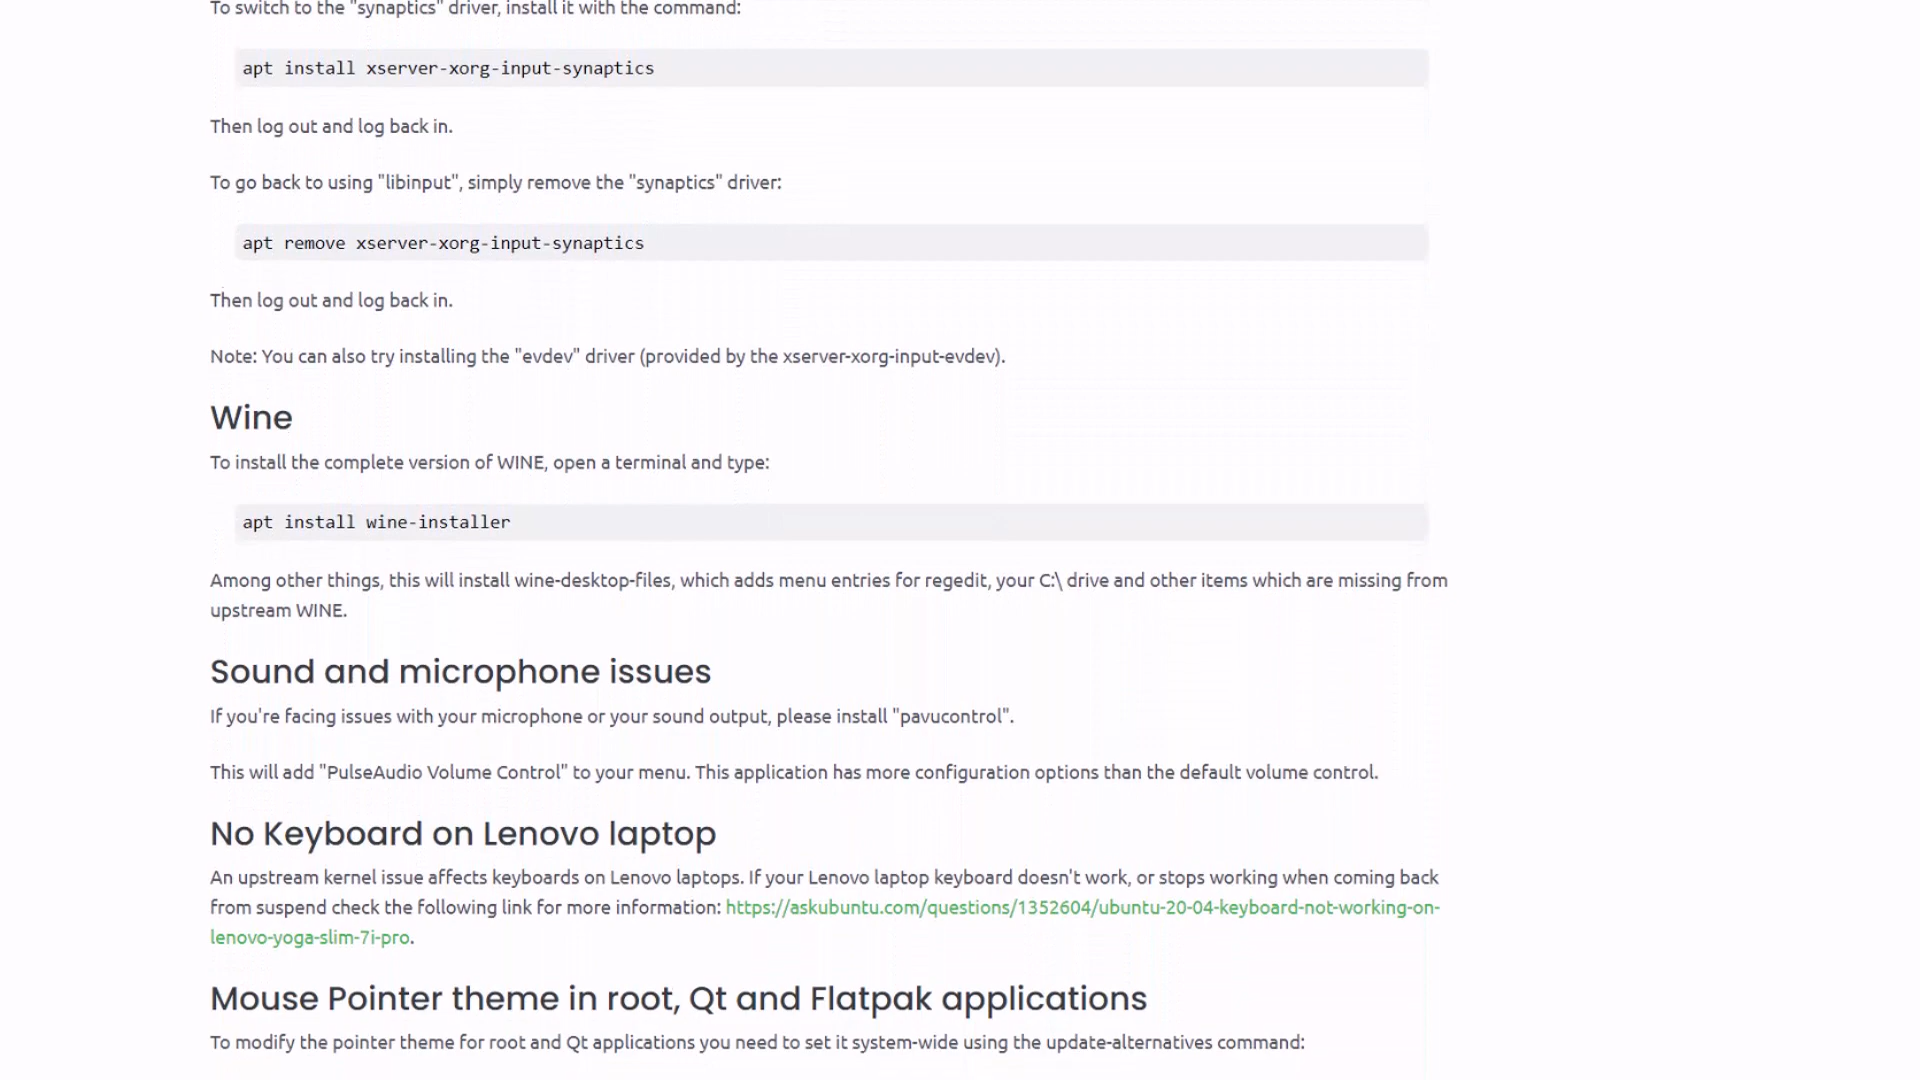 To switch to the "synaptics" driver, install it with the command:
apt install xserver-xorg-input-synaptics
Then log out and log back in.
To go back to using "libinput", simply remove the "synaptics" driver:
apt remove xserver-xorg-input-synaptics
Then log out and log back in.
Note: You can also try installing the "evdev" driver (provided by the xserver-xorg-input-evdev).
Wine
To install the complete version of WINE, open a terminal and type:
apt install wine-installer
Among other things, this will install wine-desktop-files, which adds menu entries for regedit, your C:\ drive and other items which are missing from
upstream WINE.
Sound and microphone issues
If you're facing issues with your microphone or your sound output, please install "pavucontrol".
This will add "PulseAudio Volume Control" to your menu. This application has more configuration options than the default volume control.
No Keyboard on Lenovo laptop
An upstream kernel issue affects keyboards on Lenovo laptops. If your Lenovo laptop keyboard doesn't work, or stops working when coming back
from suspend check the following link for more information: https://askubuntu.com/questions/1352604/ubuntu-20-04-keyboard-not-working-on-
lenovo-yoga-slim-7i-pro.
Mouse Pointer theme in root, Qt and Flatpak applications
To modify the pointer theme for root and Qt applications you need to set it system-wide using the update-alternatives command: